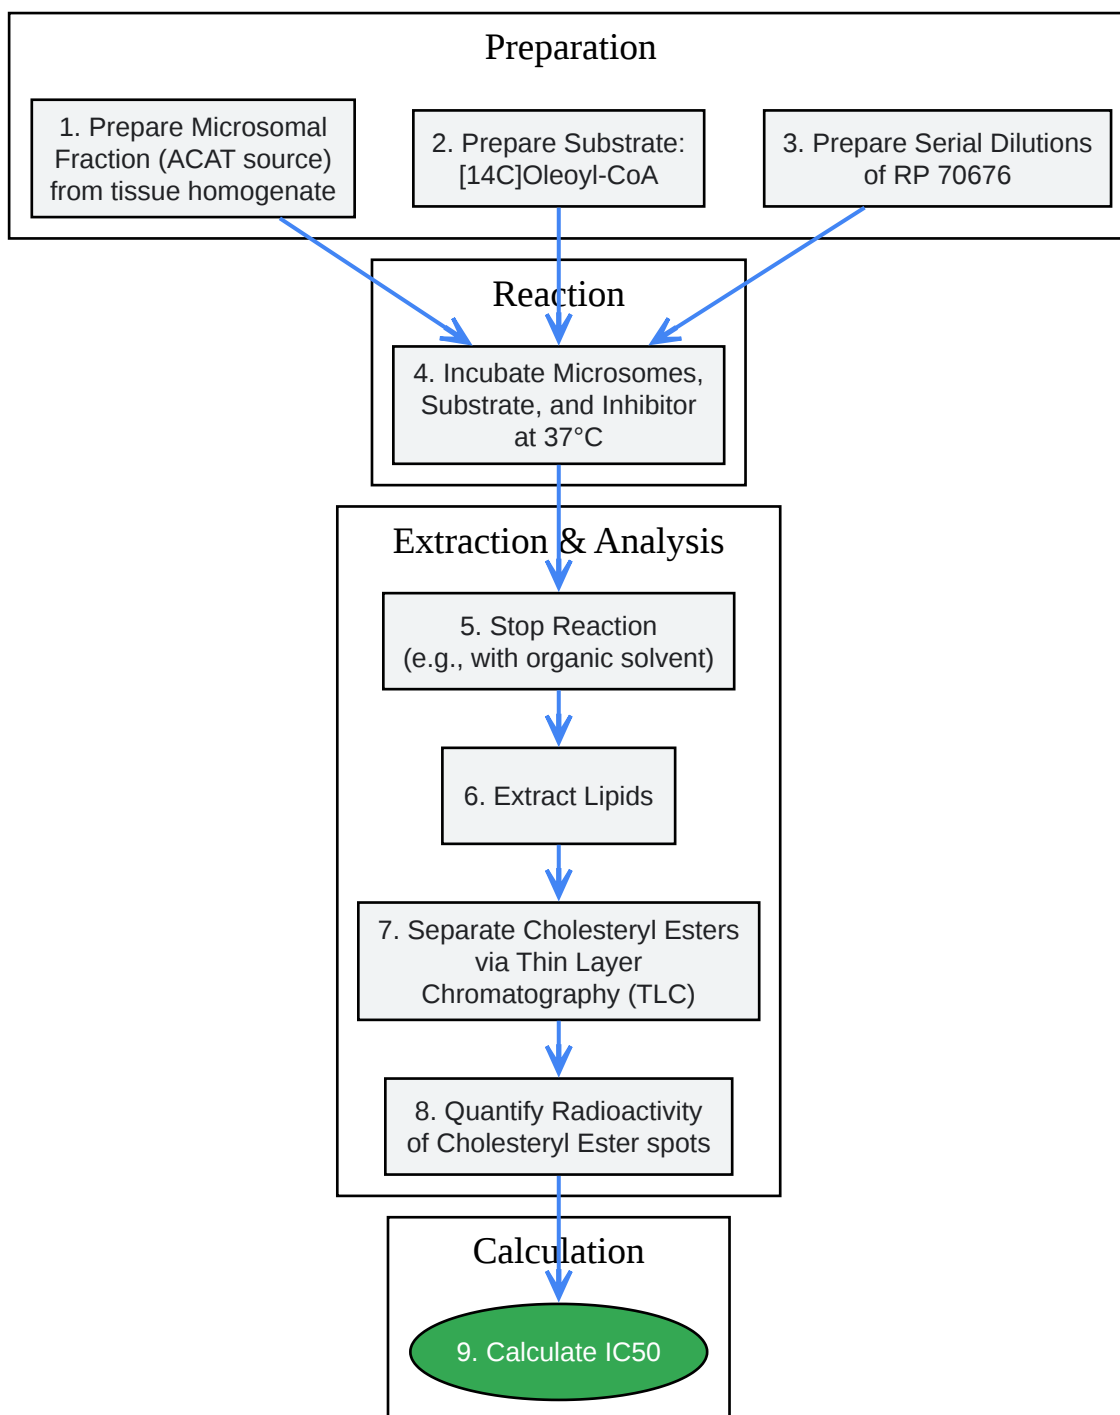 Preparation
1. Prepare Microsomal
Fraction (ACAT source)
from tissue homogenate
2. Prepare Substrate:
[14C]Oleoyl-CoA
3. Prepare Serial Dilutions
of RP 70676
Reaction
4. Incubate Microsomes,
Substrate, and Inhibitor
at 37°C
Extraction & Analysis
5. Stop Reaction
(e.g., with organic solvent)
6. Extract Lipids
7. Separate Cholesteryl Esters
via Thin Layer
Chromatography (TLC)
8. Quantify Radioactivity
of Cholesteryl Ester spots
Calculation
9. Calculate IC50